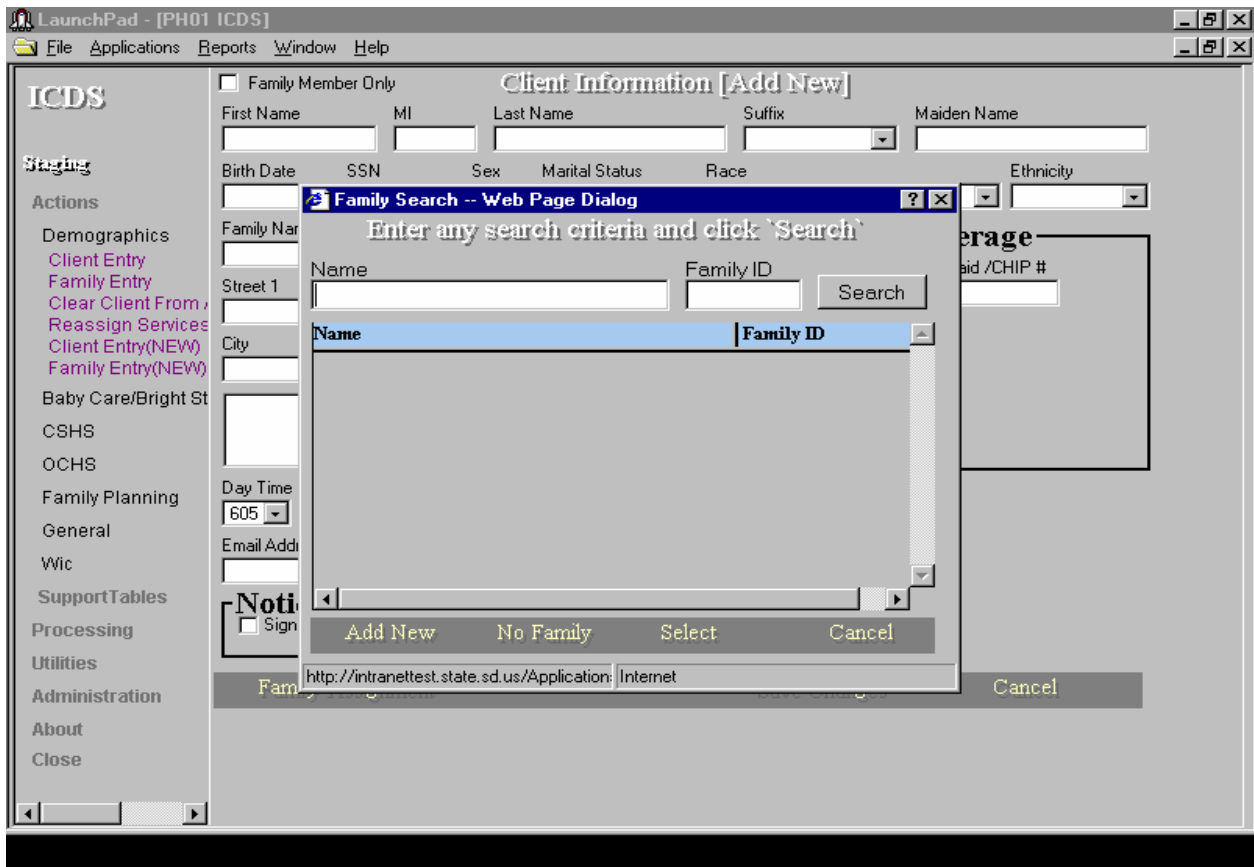 LaunchPad - [PH01 ICDS]
File Applications Reports Window Help
ICDS
Staging
Actions
Demographics
Client Entry
Family Entry
Clear Client From
Reassign Services
Client Entry(NEW)
Family Entry(NEW)
Baby Care/Bright St
CSHS
OCHS
Family Planning
General
Wic
SupportTables
Processing
Utilities
Administration
About
Close
Family Member Only
Client Information [Add New]
First Name MI Last Name Suffix Maiden Name
Birth Date SSN Sex Marital Status Race Ethnicity
Family Nar
erage
aid /CHIP #
Street 1
City
Day Time
605
Email Addr
Noti
Sign
Family Assignment Save Changes Cancel
Family Search -- Web Page Dialog
Enter any search criteria and click `Search`
Name Family ID
Search
Name Family ID
Add New No Family Select Cancel
http://intranettest.state.sd.us/Application: Internet